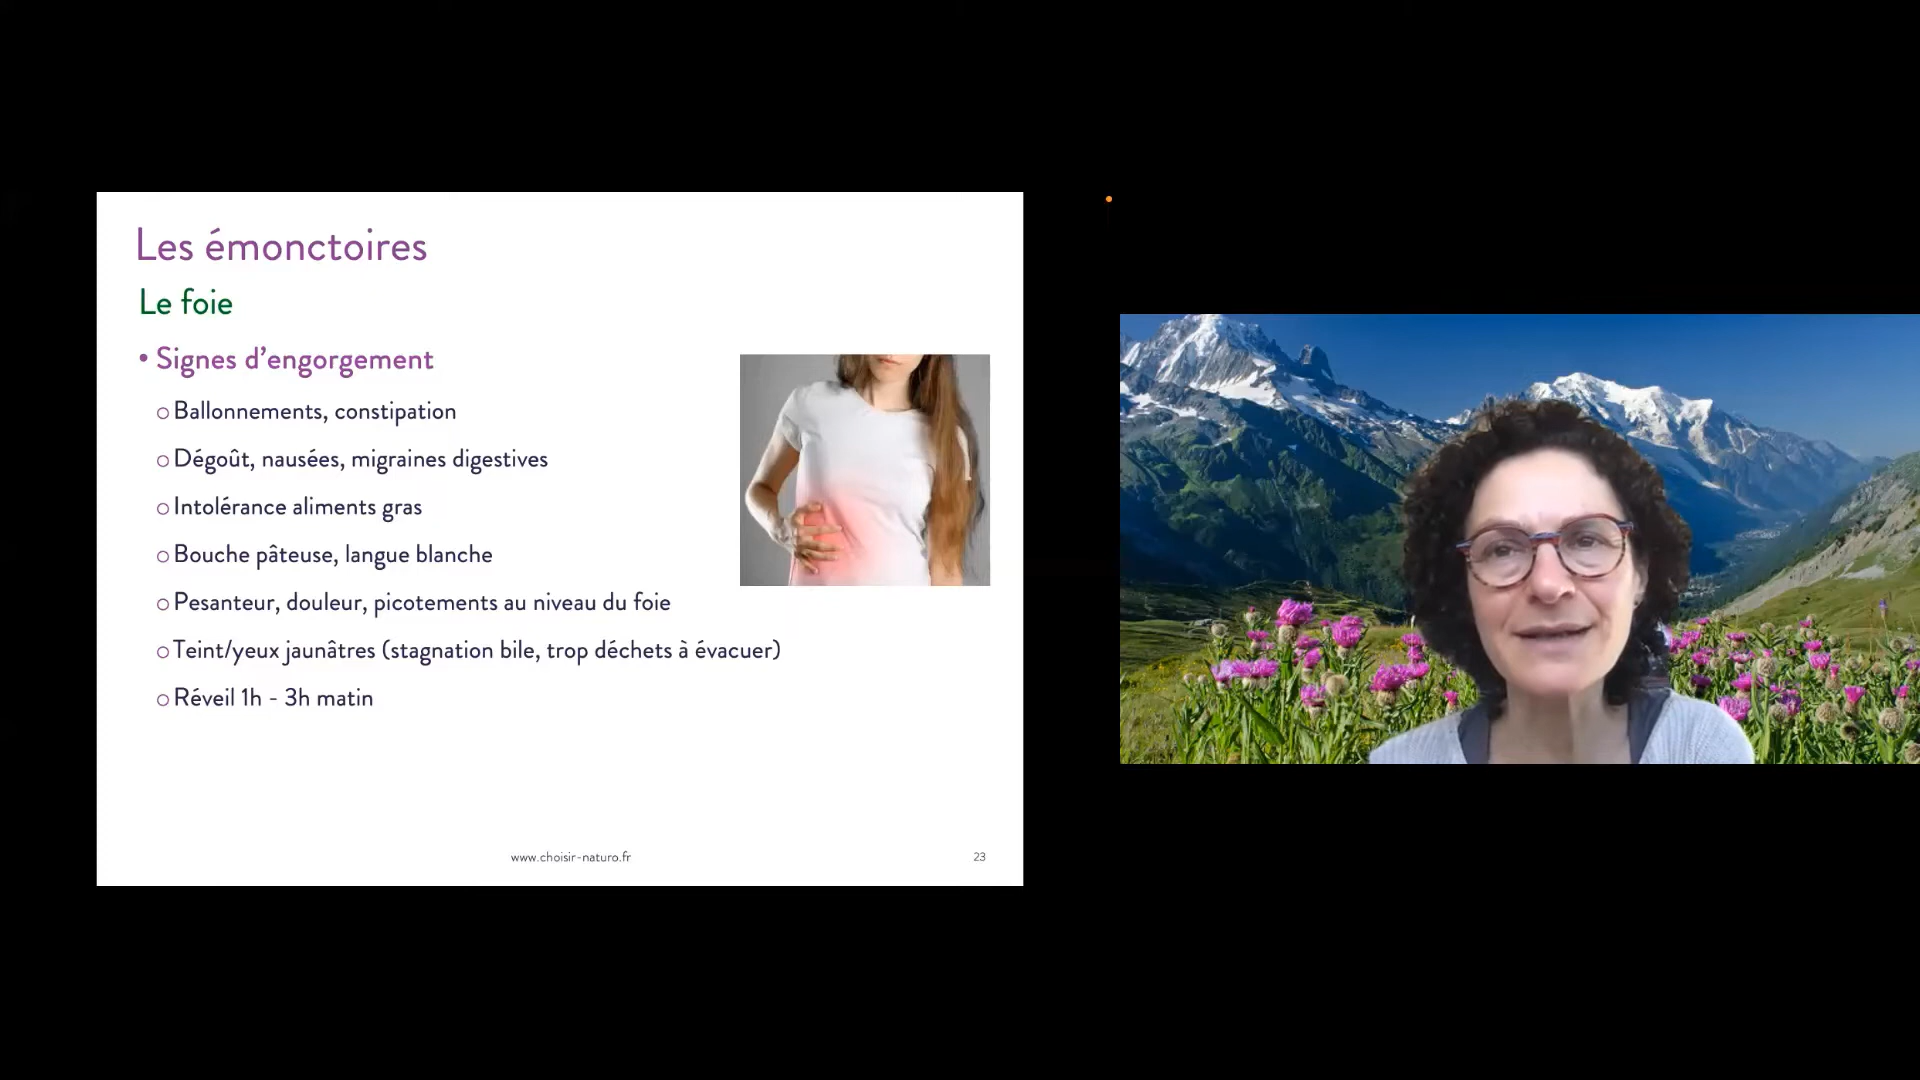 Les émonctoires
Le foie
• Signes d’engorgement
o Ballonnements, constipation
o Dégoût, nausées, migraines digestives
o Intolérance aliments gras
o Bouche pâteuse, langue blanche
o Pesanteur, douleur, picotements au niveau du foie
o Teint/yeux jaunâtres (stagnation bile, trop déchets à évacuer)
o Réveil 1h - 3h matin
www.choisir-naturo.fr
23